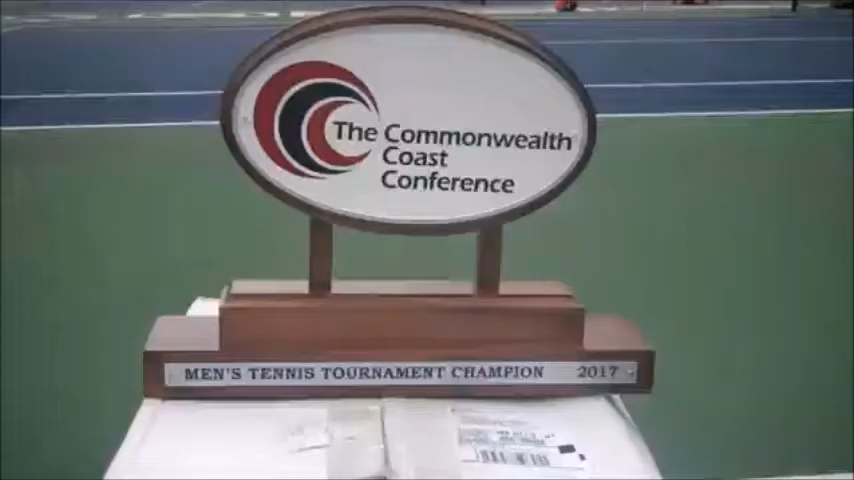 The Commonwealth
Coast
Conference
MEN'S TENNIS TOURNAMENT CHAMPION 2017